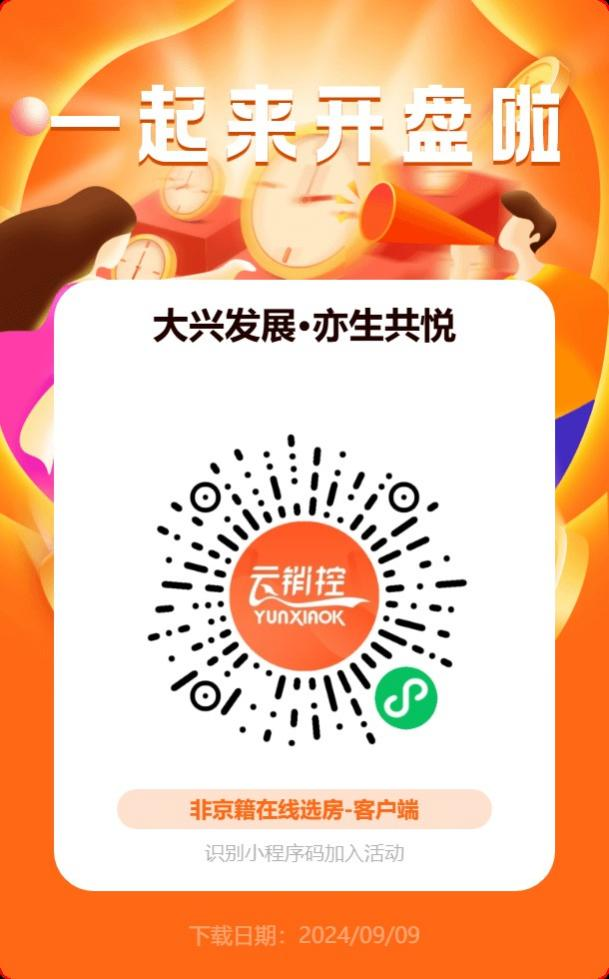 一起来开盘啦
大兴发展·亦生共悦
云销控
YUNXIAOK
非京籍在线选房-客户端
识别小程序码加入活动
下载日期：2024/09/09